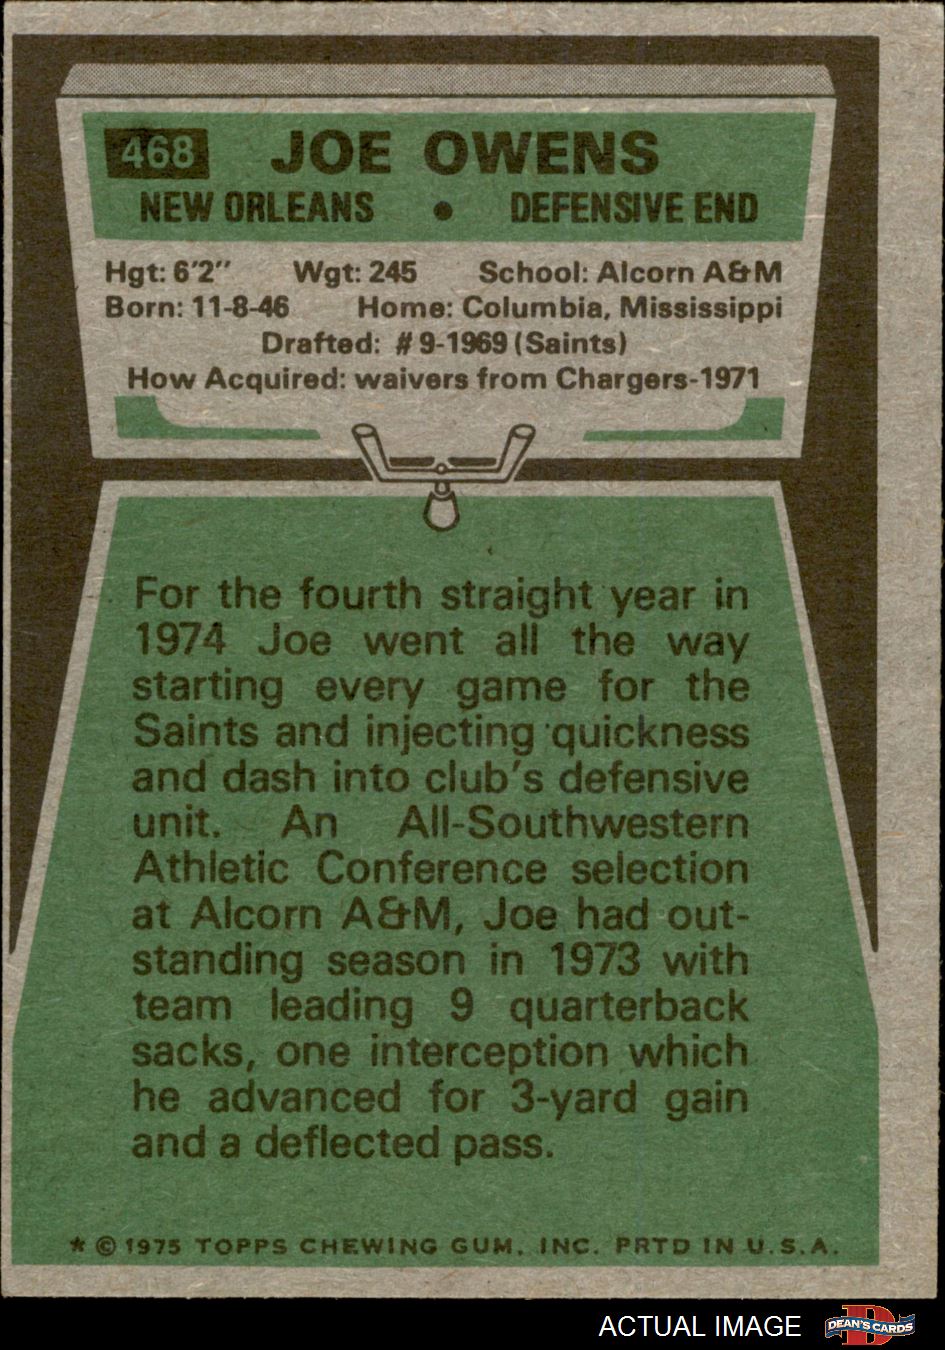 468 JOE OWENS
NEW ORLEANS • DEFENSIVE END
Hgt: 6'2" Wgt: 245 School: Alcorn A&M
Born: 11-8-46 Home: Columbia, Mississippi
Drafted: #9-1969 (Saints)
How Acquired: waivers from Chargers-1971
For the fourth straight year in
1974 Joe went all the way
starting every game for the
Saints and injecting quickness
and dash into club's defensive
unit. An All-Southwestern
Athletic Conference selection
at Alcorn A&M, Joe had out-
standing season in 1973 with
team leading 9 quarterback
sacks, one interception which
he advanced for 3-yard gain
and a deflected pass.
* © 1975 TOPPS CHEWING GUM, INC. PRTD IN U.S.A.
ACTUAL IMAGE DEAN'S CARDS